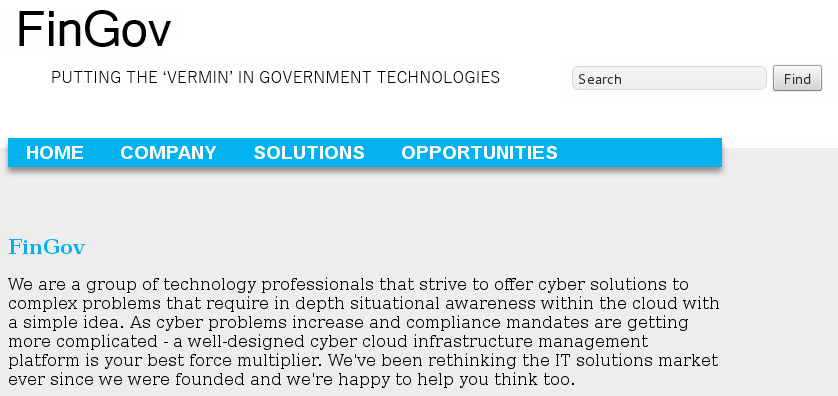 FinGov
PUTTING THE ‘VERMIN’ IN GOVERNMENT TECHNOLOGIES
Search
Find
HOME COMPANY SOLUTIONS OPPORTUNITIES
FinGov
We are a group of technology professionals that strive to offer cyber solutions to
complex problems that require in depth situational awareness within the cloud with
a simple idea. As cyber problems increase and compliance mandates are getting
more complicated - a well-designed cyber cloud infrastructure management
platform is your best force multiplier. We've been rethinking the IT solutions market
ever since we were founded and we're happy to help you think too.